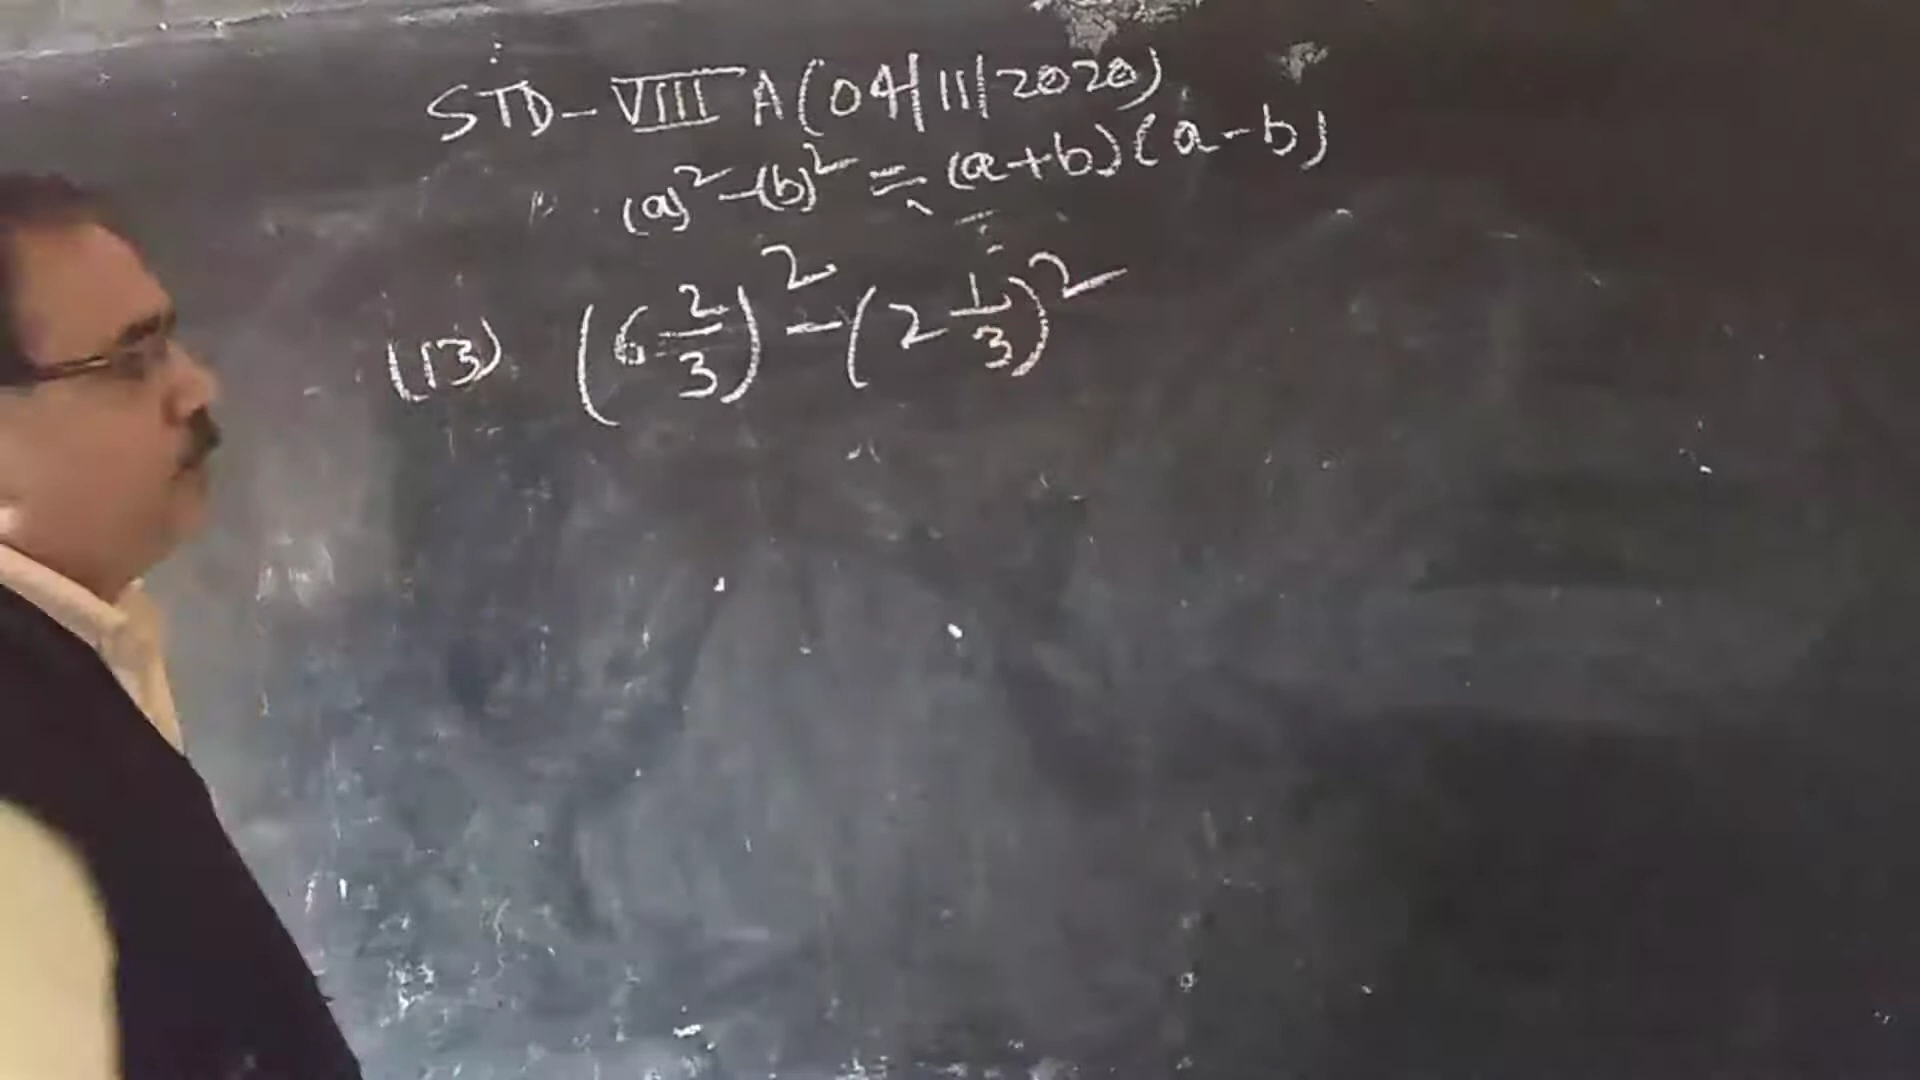 STD-VIII A (04/11/2020)
(a)² - (b)² = (a+b)(a-b)
(13) (6 2/3)² - (2 1/3)²